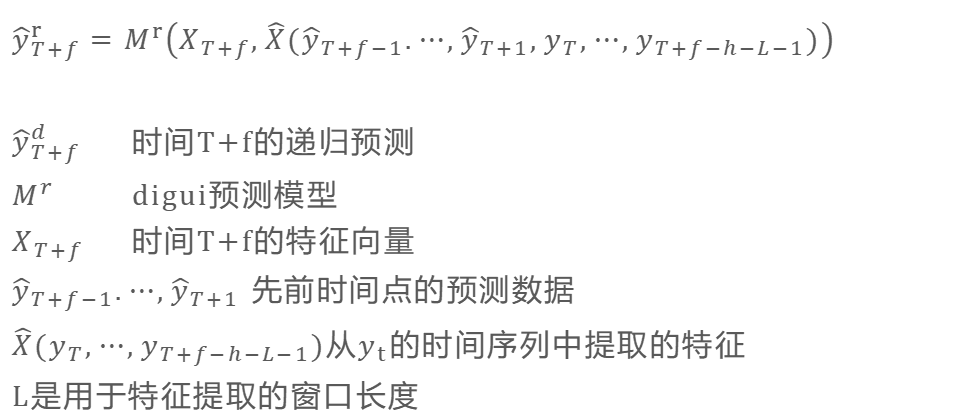 ŷ^r_{T+f} = M^r(X_{T+f}, X̂(ŷ_{T+f-1}. ⋯, ŷ_{T+1}, y_T, ⋯, y_{T+f-h-L-1}))
ŷ^d_{T+f} 时间T+f的递归预测
M^r digui预测模型
X_{T+f} 时间T+f的特征向量
ŷ_{T+f-1}. ⋯, ŷ_{T+1} 先前时间点的预测数据
X̂(y_T, ⋯, y_{T+f-h-L-1})从y_t的时间序列中提取的特征
L是用于特征提取的窗口长度